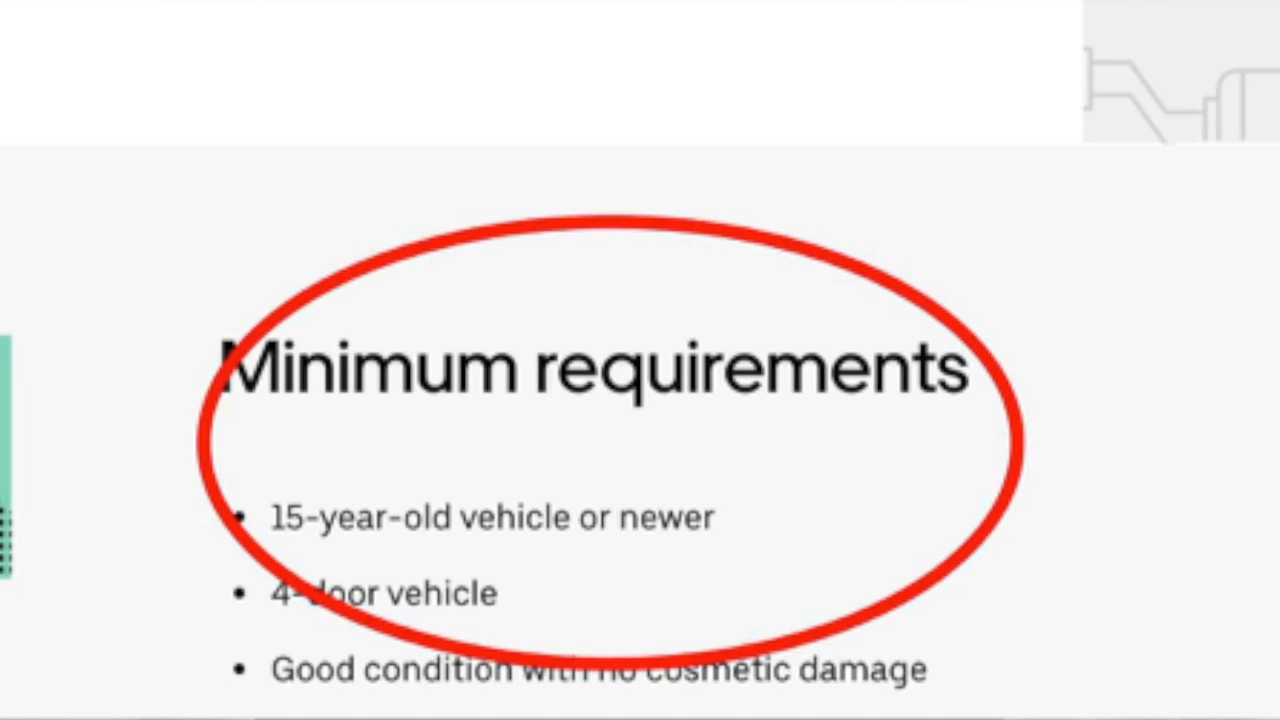 Minimum requirements
• 15-year-old vehicle or newer
• 4-door vehicle
• Good condition with no cosmetic damage